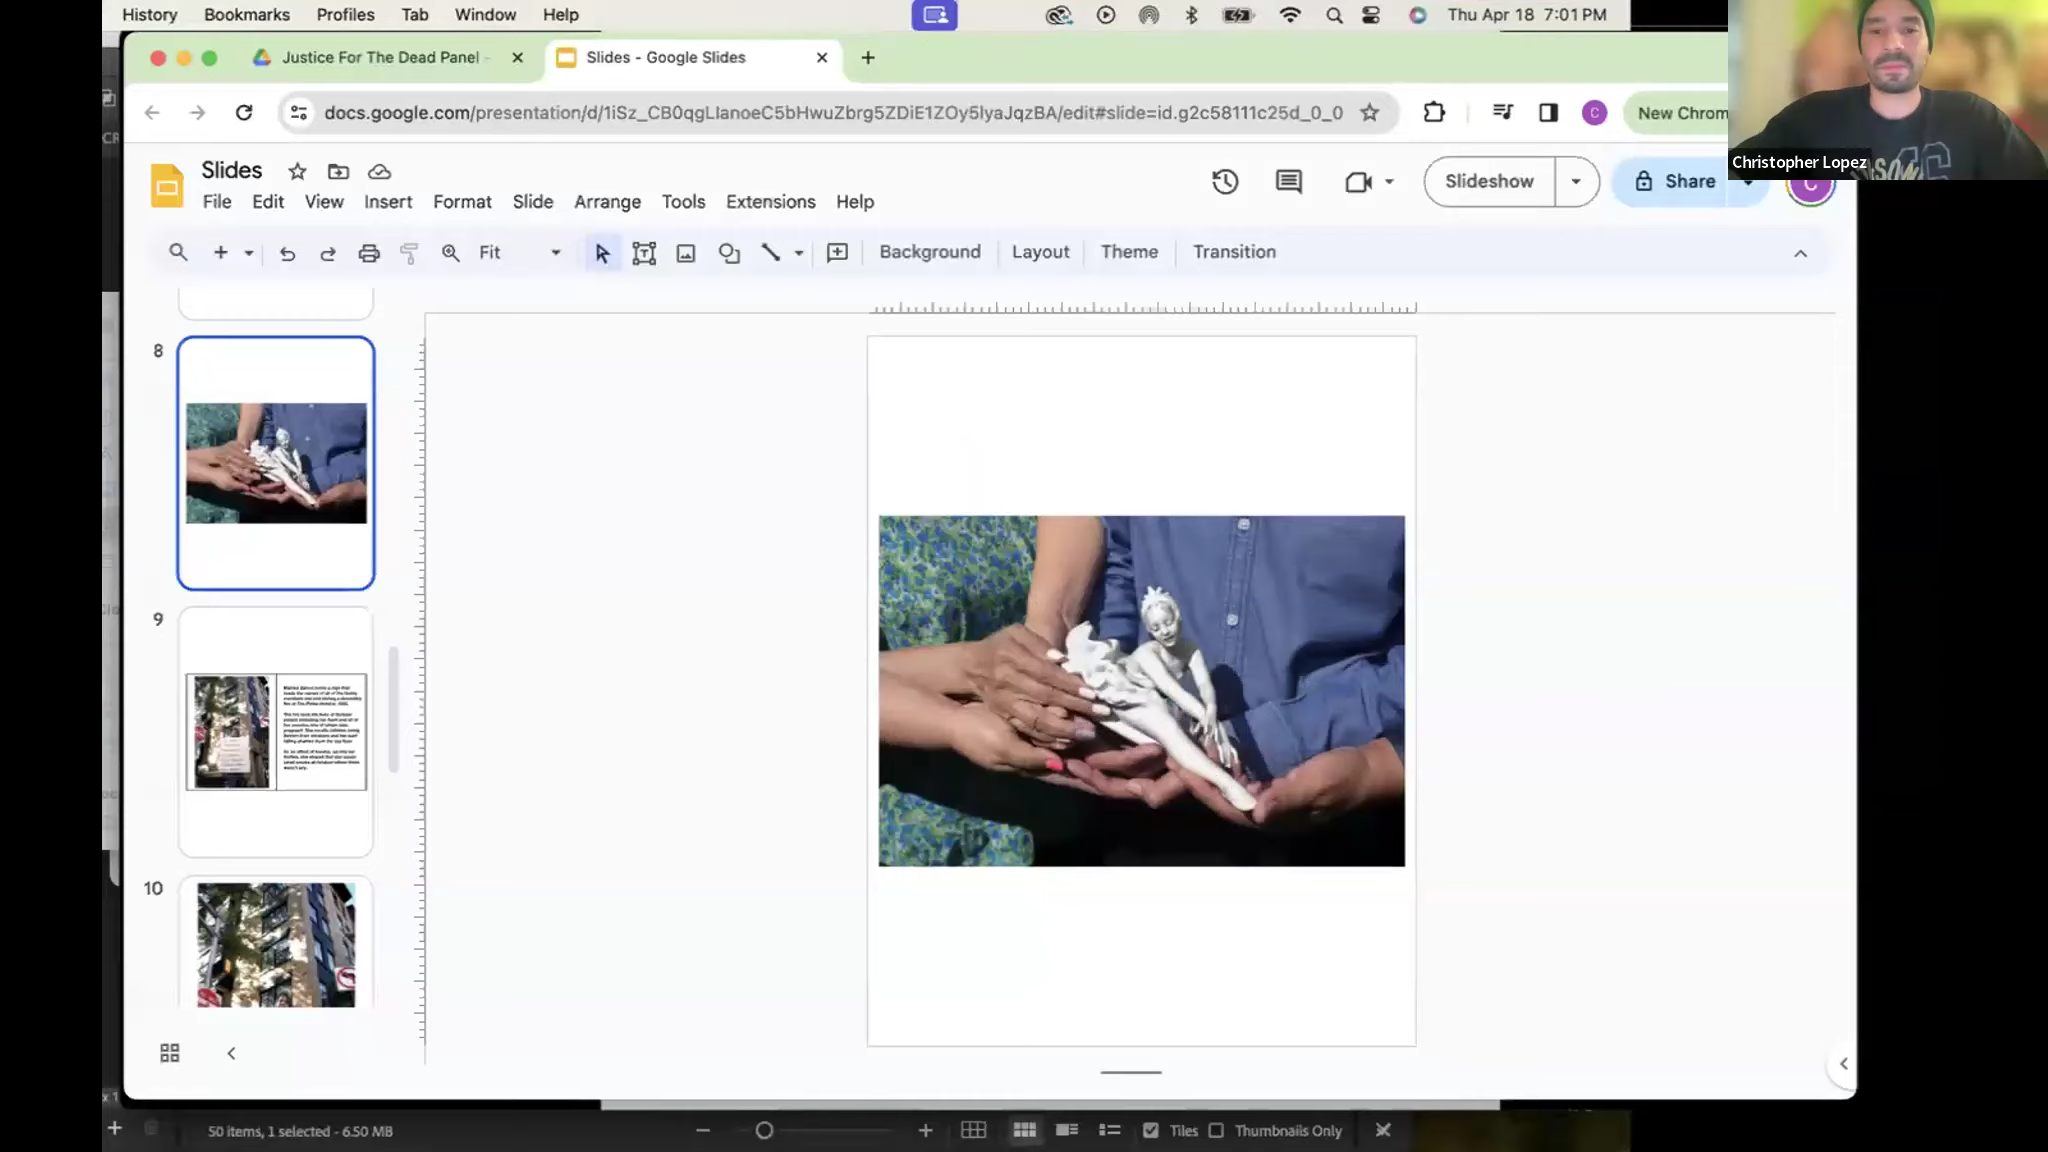 History Bookmarks Profiles Tab Window Help Thu Apr 18 7:01 PM
Justice For The Dead Panel -
Slides - Google Slides
docs.google.com/presentation/d/1iSz_CB0qgLIanoeC5bHwuZbrg5ZDiE1ZOy5lyaJqzBA/edit#slide=id.g2c58111c25d_0_0
C
New Chrom
Christopher Lopez
Slides
File Edit View Insert Format Slide Arrange Tools Extensions Help
Slideshow
Share
C
Fit
Background Layout Theme Transition
8
9
10
50 items, 1 selected - 6.50 MB
Tiles Thumbnails Only